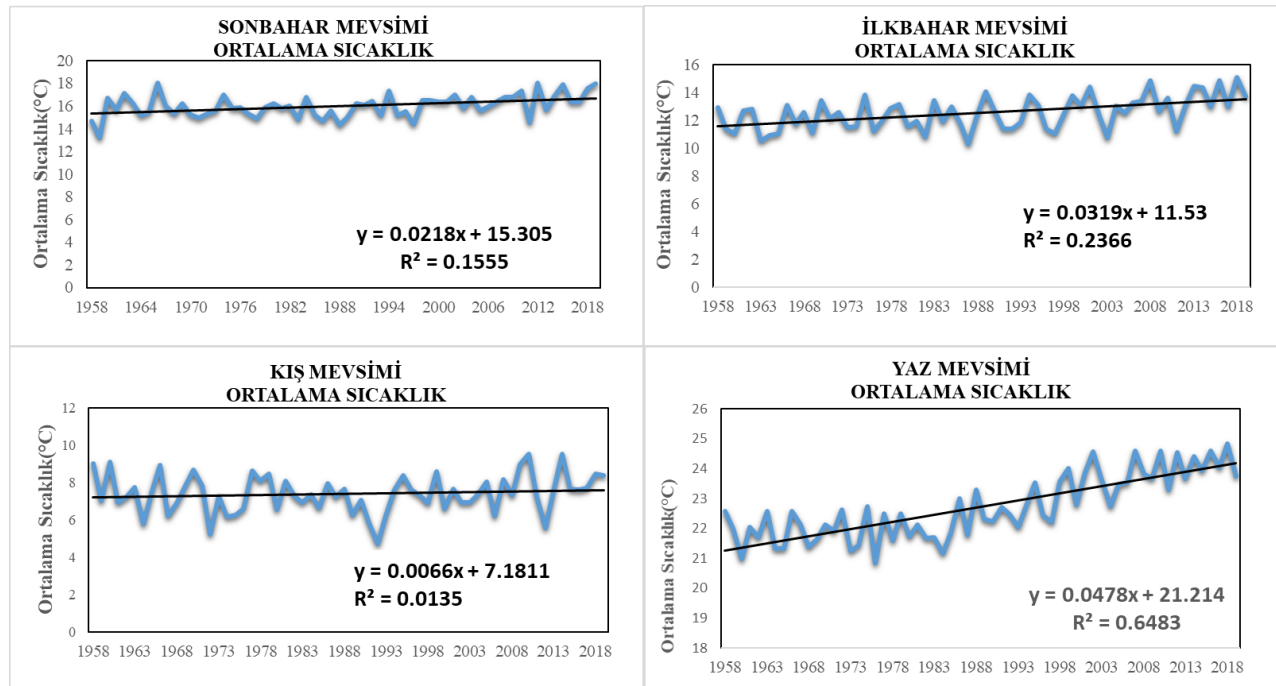 SONBAHAR MEVSİMİ
ORTALAMA SICAKLIK
Ortalama Sıcaklık(°C)
20
18
16
14
12
10
8
6
4
2
0
y = 0.0218x + 15.305
R² = 0.1555
1958 1964 1970 1976 1982 1988 1994 2000 2006 2012 2018
İLKBAHAR MEVSİMİ
ORTALAMA SICAKLIK
Ortalama Sıcaklık(°C)
16
14
12
10
8
6
4
2
0
y = 0.0319x + 11.53
R² = 0.2366
1958 1963 1968 1973 1978 1983 1988 1993 1998 2003 2008 2013 2018
KIŞ MEVSİMİ
ORTALAMA SICAKLIK
Ortalama Sıcaklık(°C)
12
10
8
6
4
2
0
y = 0.0066x + 7.1811
R² = 0.0135
1958 1963 1968 1973 1978 1983 1988 1993 1998 2003 2008 2013 2018
YAZ MEVSİMİ
ORTALAMA SICAKLIK
Ortalama Sıcaklık(°C)
26
25
24
23
22
21
20
19
18
y = 0.0478x + 21.214
R² = 0.6483
1958 1963 1968 1973 1978 1983 1988 1993 1998 2003 2008 2013 2018